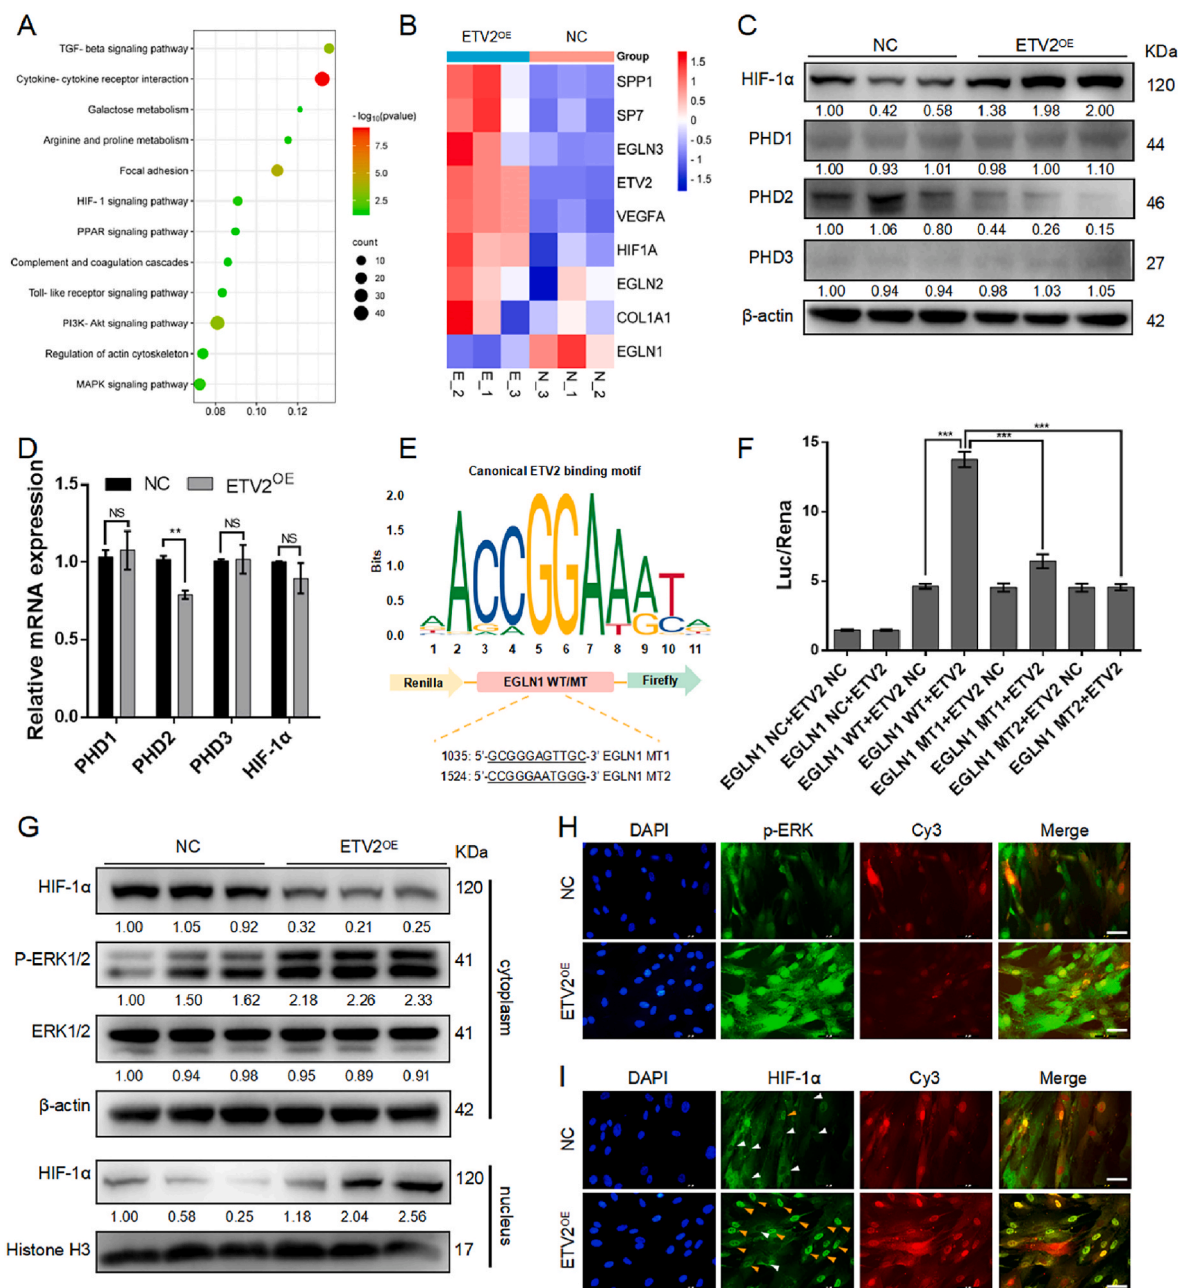 A
TGF- beta signaling pathway
Cytokine- cytokine receptor interaction
Galactose metabolism
Arginine and proline metabolism
Focal adhesion
HIF- 1 signaling pathway
PPAR signaling pathway
Complement and coagulation cascades
Toll- like receptor signaling pathway
PI3K- Akt signaling pathway
Regulation of actin cytoskeleton
MAPK signaling pathway
0.08 0.10 0.12
- log10(pvalue)
7.5
5.0
2.5
count
10
20
30
40
B
ETV2OE NC
Group
SPP1
SP7
EGLN3
ETV2
VEGFA
HIF1A
EGLN2
COL1A1
EGLN1
E_2 E_1 E_3 N_3 N_1 N_2
1.5
1
0.5
0
- 0.5
- 1
- 1.5
C
NC ETV2OE KDa
HIF-1α 120
1.00 0.42 0.58 1.38 1.98 2.00
PHD1 44
1.00 0.93 1.01 0.98 1.00 1.10
PHD2 46
1.00 1.06 0.80 0.44 0.26 0.15
PHD3 27
1.00 0.94 0.94 0.98 1.03 1.05
β-actin 42
D
Relative mRNA expression
1.5
1.0
0.5
0.0
NC ETV2OE
NS ** NS NS
PHD1 PHD2 PHD3 HIF-1α
E
Canonical ETV2 binding motif
Bits
2.0
1.5
1.0
0.5
0.0
1 2 3 4 5 6 7 8 9 10 11
Renilla EGLN1 WT/MT Firefly
1035: 5'-GCGGGAGTTGC-3' EGLN1 MT1
1524: 5'-CCGGGAATGGG-3' EGLN1 MT2
F
Luc/Rena
15
10
5
0
*** *** ***
EGLN1 NC+ETV2 NC
EGLN1 NC+ETV2
EGLN1 WT+ETV2 NC
EGLN1 WT+ETV2
EGLN1 MT1+ETV2 NC
EGLN1 MT1+ETV2
EGLN1 MT2+ETV2 NC
EGLN1 MT2+ETV2
G
NC ETV2OE KDa
HIF-1α 120
1.00 1.05 0.92 0.32 0.21 0.25
P-ERK1/2 41
1.00 1.50 1.62 2.18 2.26 2.33
ERK1/2 41
1.00 0.94 0.98 0.95 0.89 0.91
β-actin 42
cytoplasm
HIF-1α 120
1.00 0.58 0.25 1.18 2.04 2.56
Histone H3 17
nucleus
H
DAPI p-ERK Cy3 Merge
NC
ETV2OE
I
DAPI HIF-1α Cy3 Merge
NC
ETV2OE